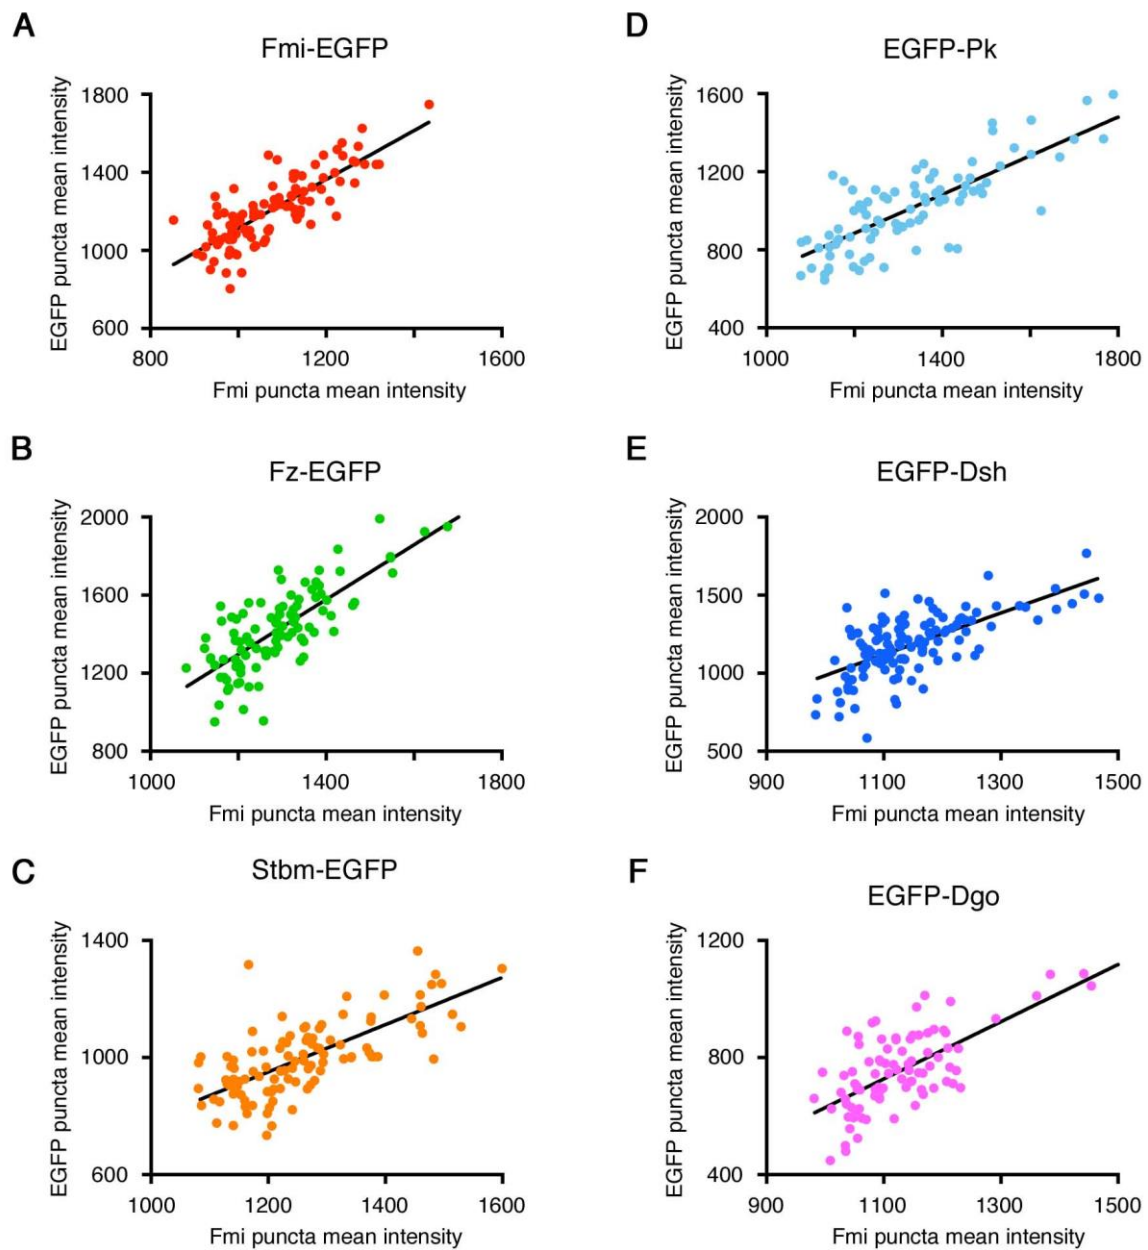 A
Fmi-EGFP
EGFP puncta mean intensity
1800
1400
1000
600
800
1200
1600
Fmi puncta mean intensity
B
Fz-EGFP
EGFP puncta mean intensity
2000
1600
1200
800
1000
1400
1800
Fmi puncta mean intensity
C
Stbm-EGFP
EGFP puncta mean intensity
1400
1000
600
1000
1200
1400
1600
Fmi puncta mean intensity
D
EGFP-Pk
EGFP puncta mean intensity
1600
1200
800
400
1000
1400
1800
Fmi puncta mean intensity
E
EGFP-Dsh
EGFP puncta mean intensity
2000
1500
1000
500
900
1100
1300
1500
Fmi puncta mean intensity
F
EGFP-Dgo
EGFP puncta mean intensity
1200
800
400
900
1100
1300
1500
Fmi puncta mean intensity